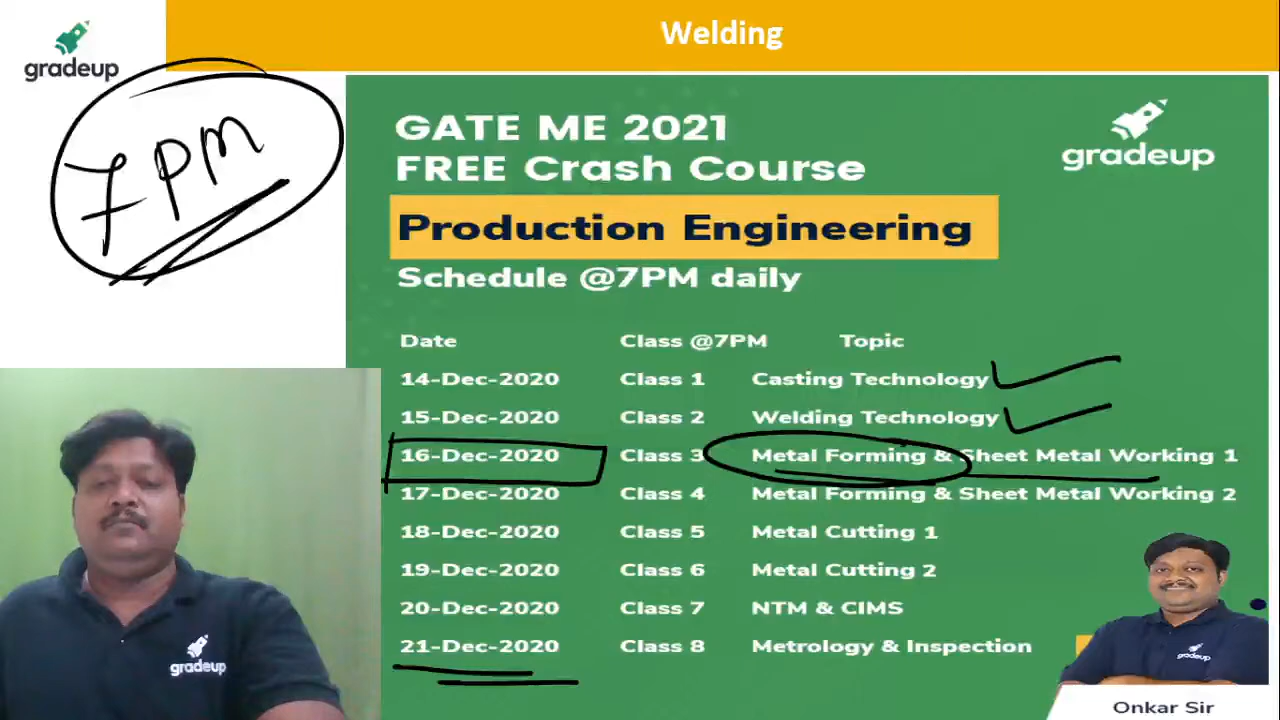 Welding
gradeup
7 PM
GATE ME 2021
FREE Crash Course
gradeup
Production Engineering
Schedule @7PM daily
Date Class @7PM Topic
14-Dec-2020 Class 1 Casting Technology
15-Dec-2020 Class 2 Welding Technology
16-Dec-2020 Class 3 Metal Forming & Sheet Metal Working 1
17-Dec-2020 Class 4 Metal Forming & Sheet Metal Working 2
18-Dec-2020 Class 5 Metal Cutting 1
19-Dec-2020 Class 6 Metal Cutting 2
20-Dec-2020 Class 7 NTM & CIMS
21-Dec-2020 Class 8 Metrology & Inspection
gradeup
gradeup
Onkar Sir